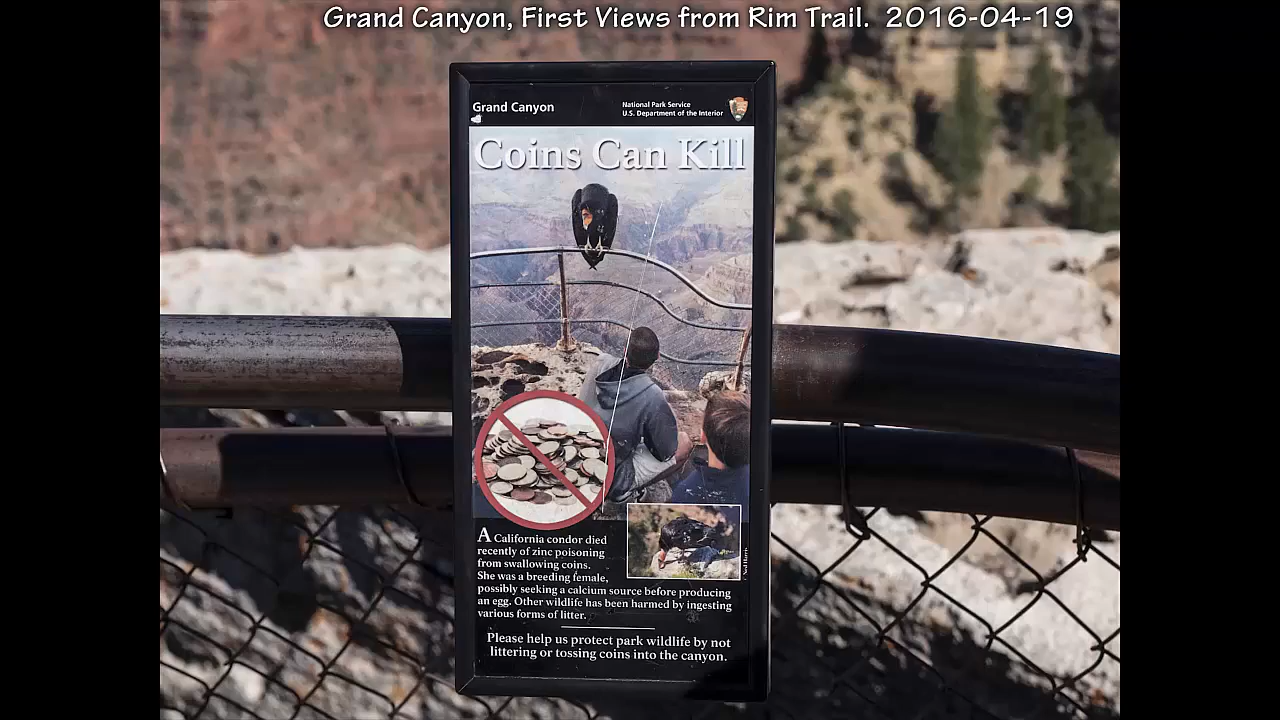 Grand Canyon, First Views from Rim Trail. 2016-04-19
Grand Canyon
National Park Service
U.S. Department of the Interior
Coins Can Kill
A California condor died
recently of zinc poisoning
from swallowing coins.
She was a breeding female,
possibly seeking a calcium source before producing
an egg. Other wildlife has been harmed by ingesting
various forms of litter.
Please help us protect park wildlife by not
littering or tossing coins into the canyon.